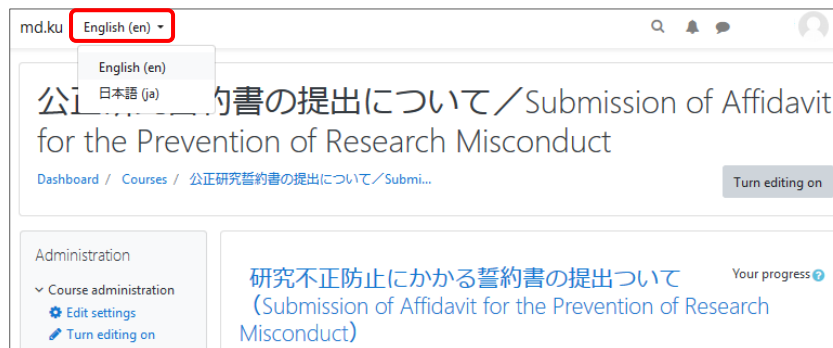 md.ku English (en)
English (en)
日本語 (ja)
公正研究誓約書の提出について／Submission of Affidavit
for the Prevention of Research Misconduct
Dashboard / Courses / 公正研究誓約書の提出について／Submi...
Turn editing on
Administration
Course administration
Edit settings
Turn editing on
研究不正防止にかかる誓約書の提出ついて
(Submission of Affidavit for the Prevention of Research
Misconduct)
Your progress